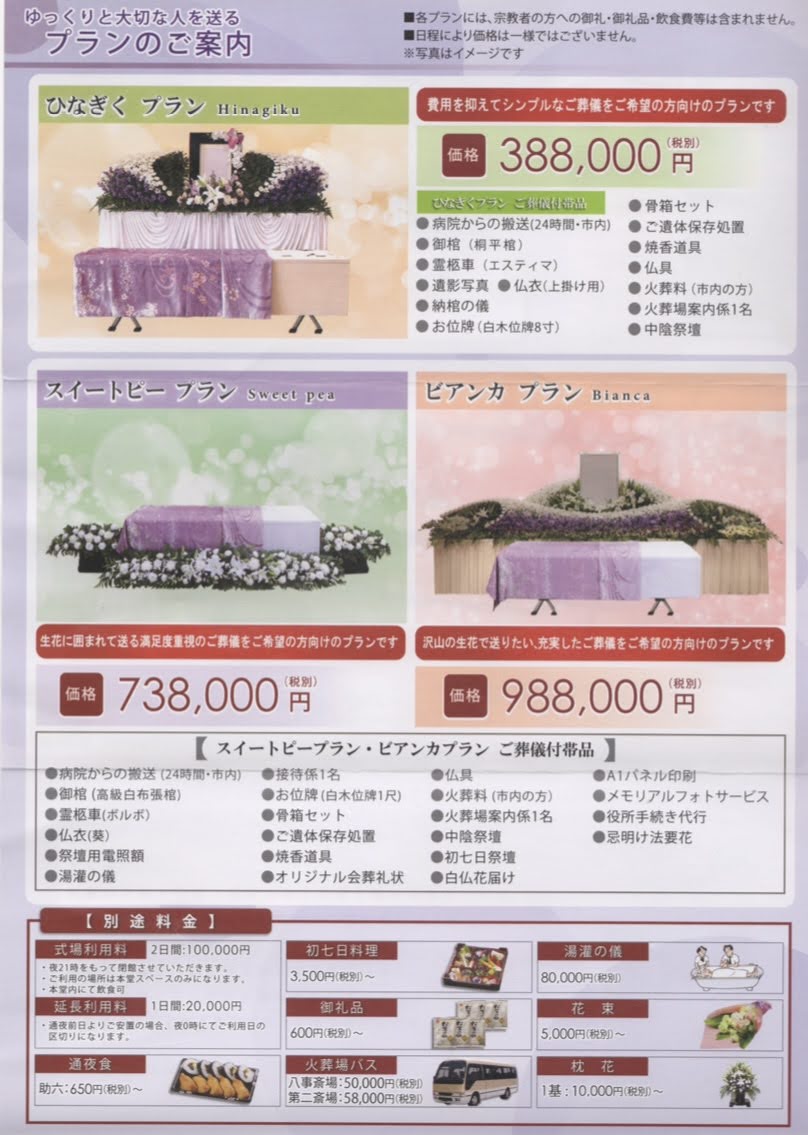 ゆっくりと大切な人を送る
プランのご案内
■各プランには、宗教者の方への御礼・御礼品・飲食費等は含まれません。
■日程により価格は一様ではございません。
※写真はイメージです
ひなぎく プラン Hinagiku
費用を抑えてシンプルなご葬儀をご希望の方向けのプランです
価格 388,000円(税別)
ひなぎくプラン ご葬儀付帯品
●病院からの搬送(24時間・市内)
●御棺（桐平棺）
●霊柩車（エスティマ）
●遺影写真 ●仏衣(上掛け用)
●納棺の儀
●お位牌(白木位牌8寸)
●骨箱セット
●ご遺体保存処置
●焼香道具
●仏具
●火葬料（市内の方）
●火葬場案内係1名
●中陰祭壇
スイートピー プラン Sweet pea
生花に囲まれて送る満足度重視のご葬儀をご希望の方向けのプランです
価格 738,000円(税別)
ビアンカ プラン Bianca
沢山の生花で送りたい、充実したご葬儀をご希望の方向けのプランです
価格 988,000円(税別)
【 スイートピープラン・ビアンカプラン ご葬儀付帯品 】
●病院からの搬送 (24時間・市内)
●御棺 (高級白布張棺)
●霊柩車(ボルボ)
●仏衣(葵)
●祭壇用電照額
●湯灌の儀
●接待係1名
●お位牌 (白木位牌1尺)
●骨箱セット
●ご遺体保存処置
●焼香道具
●オリジナル会葬礼状
●仏具
●火葬料 (市内の方)
●火葬場案内係1名
●中陰祭壇
●初七日祭壇
●白仏花届け
●A1パネル印刷
●メモリアルフォトサービス
●役所手続き代行
●忌明け法要花
【 別途料金 】
式場利用料 2日間:100,000円
・夜21時をもって閉館させていただきます。
・ご利用の場所は本堂スペースのみになります。
・本堂内にて飲食可
延長利用料 1日間:20,000円
・通夜前日よりご安置の場合、夜0時にてご利用日の
区切りになります。
通夜食
助六：650円(税別)～
初七日料理
3,500円(税別)～
御礼品
600円(税別)～
火葬場バス
八事斎場：50,000円(税別)
第二斎場：58,000円(税別)
湯灌の儀
80,000円(税別)
花束
5,000円(税別)～
枕花
1基：10,000円(税別)～